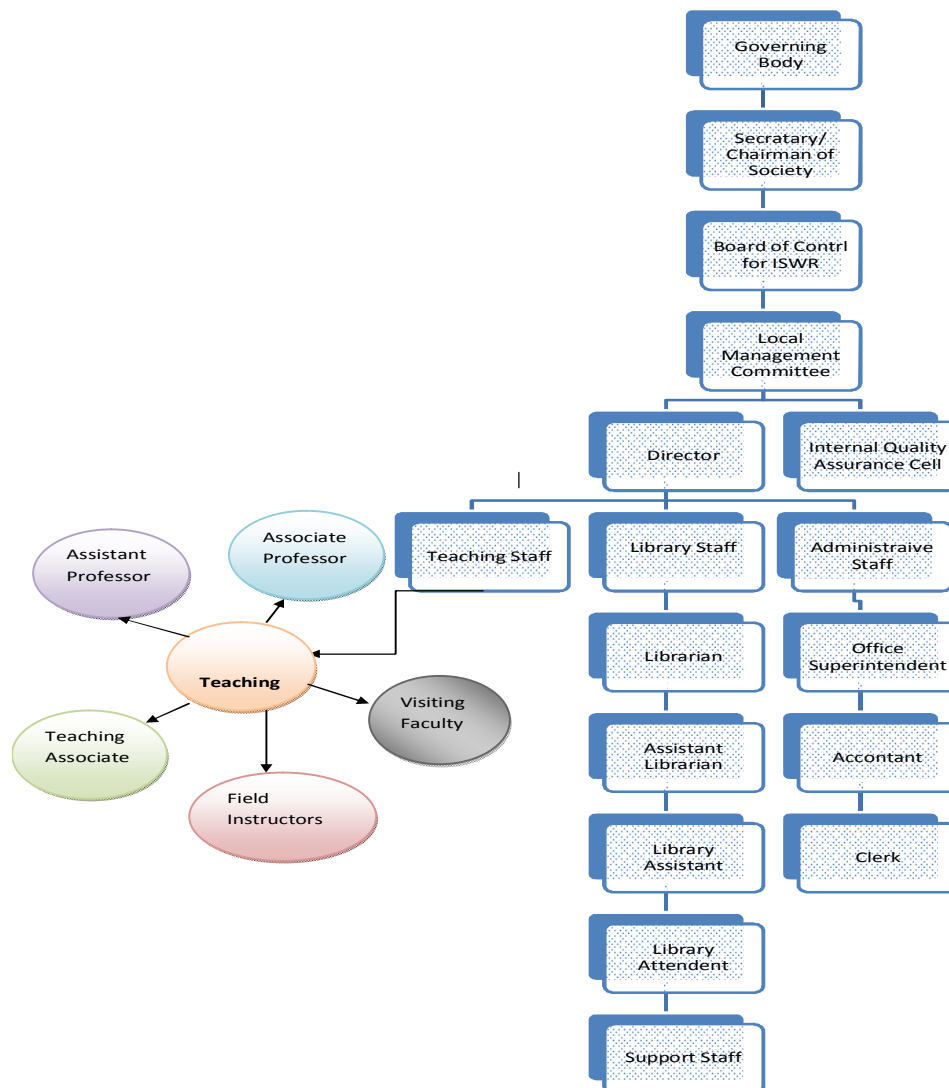 Governing
Body
Secratary/
Chairman of
Society
Board of Contrl
for ISWR
Local
Management
Committee
Director
Internal Quality
Assurance Cell
Teaching Staff
Library Staff
Administraive
Staff
Assistant
Professor
Associate
Professor
Teaching
Visiting
Faculty
Teaching
Associate
Field
Instructors
Librarian
Assistant
Librarian
Library
Assistant
Library
Attendent
Support Staff
Office
Superintendent
Accontant
Clerk